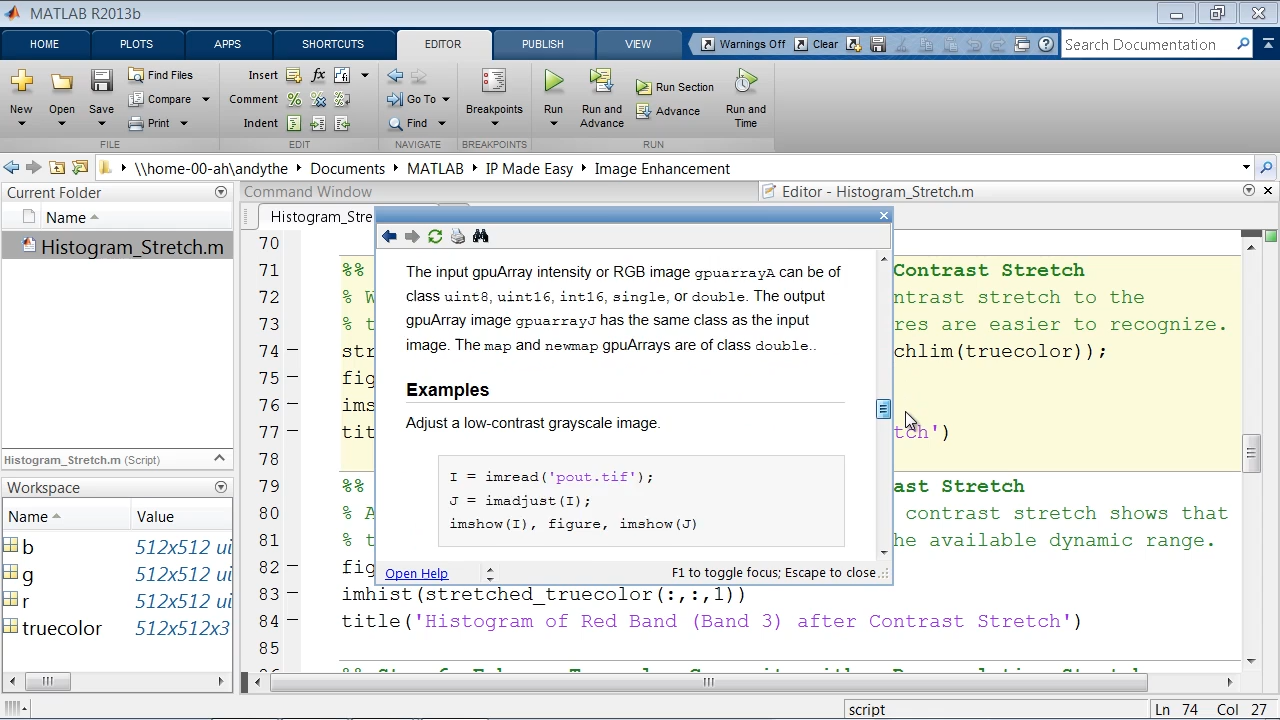 MATLAB R2013b
HOME PLOTS APPS SHORTCUTS EDITOR PUBLISH VIEW Warnings Off Clear Search Documentation
New Open Save Find Files Compare Print
Insert Comment Indent
Go To Find
Breakpoints
Run Run and Advance Run Section Advance Run and Time
FILE EDIT NAVIGATE BREAKPOINTS RUN
\\home-00-ah\andythe Documents MATLAB IP Made Easy Image Enhancement
Current Folder
Name
Histogram_Stretch.m
Histogram_Stretch.m (Script)
Workspace
Name Value
b 512x512 ui
g 512x512 ui
r 512x512 ui
truecolor 512x512x3
Command Window
Editor - Histogram_Stretch.m
Histogram_Stre
70
71 %% Contrast Stretch
72 % W ntrast stretch to the
73 % t res are easier to recognize.
74 – str chlim(truecolor));
75 – fig
76 – ims
77 – tit tch')
78
79 %% ast Stretch
80 % A contrast stretch shows that
81 % t he available dynamic range.
82 – fig
83 – imhist(stretched_truecolor(:,:,1))
84 – title('Histogram of Red Band (Band 3) after Contrast Stretch')
85
The input gpuArray intensity or RGB image gpuarrayA can be of
class uint8, uint16, int16, single, or double. The output
gpuArray image gpuarrayJ has the same class as the input
image. The map and newmap gpuArrays are of class double..
Examples
Adjust a low-contrast grayscale image.
I = imread('pout.tif');
J = imadjust(I);
imshow(I), figure, imshow(J)
Open Help F1 to toggle focus; Escape to close
script Ln 74 Col 27